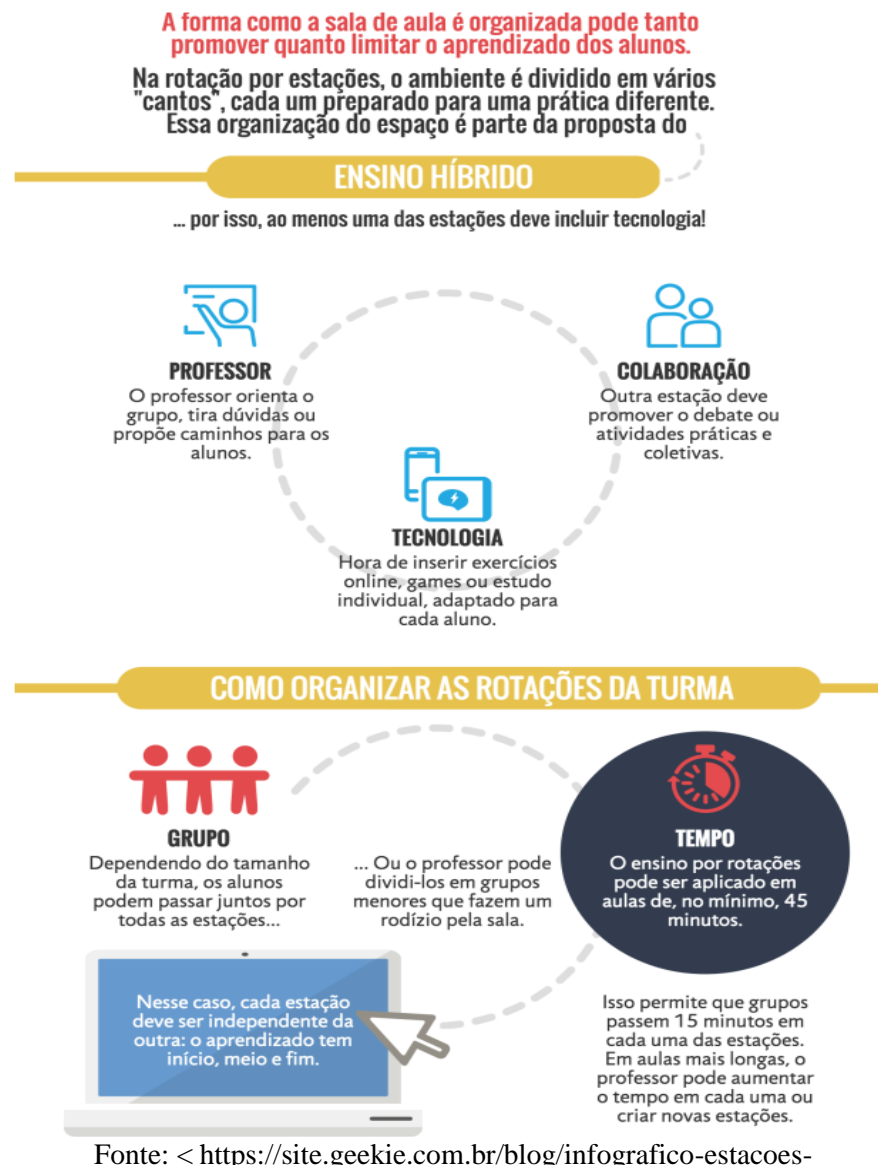 A forma como a sala de aula é organizada pode tanto
promover quanto limitar o aprendizado dos alunos.
Na rotação por estações, o ambiente é dividido em vários
"cantos", cada um preparado para uma prática diferente.
Essa organização do espaço é parte da proposta do
ENSINO HÍBRIDO
... por isso, ao menos uma das estações deve incluir tecnologia!
PROFESSOR
O professor orienta o
grupo, tira dúvidas ou
propõe caminhos para os
alunos.
COLABORAÇÃO
Outra estação deve
promover o debate ou
atividades práticas e
coletivas.
TECNOLOGIA
Hora de inserir exercícios
online, games ou estudo
individual, adaptado para
cada aluno.
COMO ORGANIZAR AS ROTAÇÕES DA TURMA
GRUPO
Dependendo do tamanho
da turma, os alunos
podem passar juntos por
todas as estações...
... Ou o professor pode
dividi-los em grupos
menores que fazem um
rodízio pela sala.
TEMPO
O ensino por rotações
pode ser aplicado em
aulas de, no mínimo, 45
minutos.
Nesse caso, cada estação
deve ser independente da
outra: o aprendizado tem
início, meio e fim.
Isso permite que grupos
passem 15 minutos em
cada uma das estações.
Em aulas mais longas, o
professor pode aumentar
o tempo em cada uma ou
criar novas estações.
Fonte: < https://site.geekie.com.br/blog/infografico-estacoes-